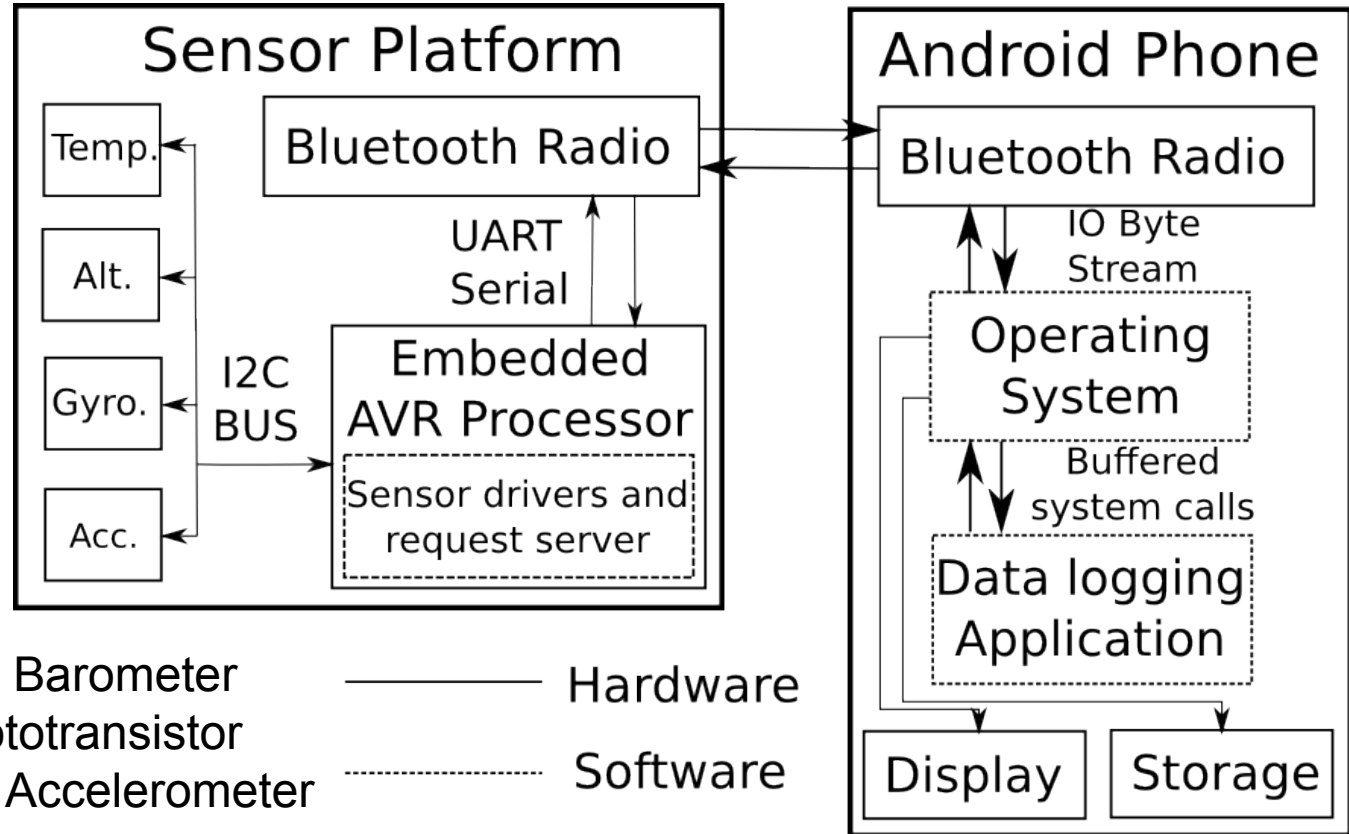 Sensor Platform
Temp.
Alt.
Gyro.
Acc.
I2C
BUS
Bluetooth Radio
UART
Serial
Embedded
AVR Processor
Sensor drivers and
request server
Android Phone
Bluetooth Radio
IO Byte
Stream
Operating
System
Buffered
system calls
Data logging
Application
Display
Storage
Barometer
Accelerometer
Hardware
Software